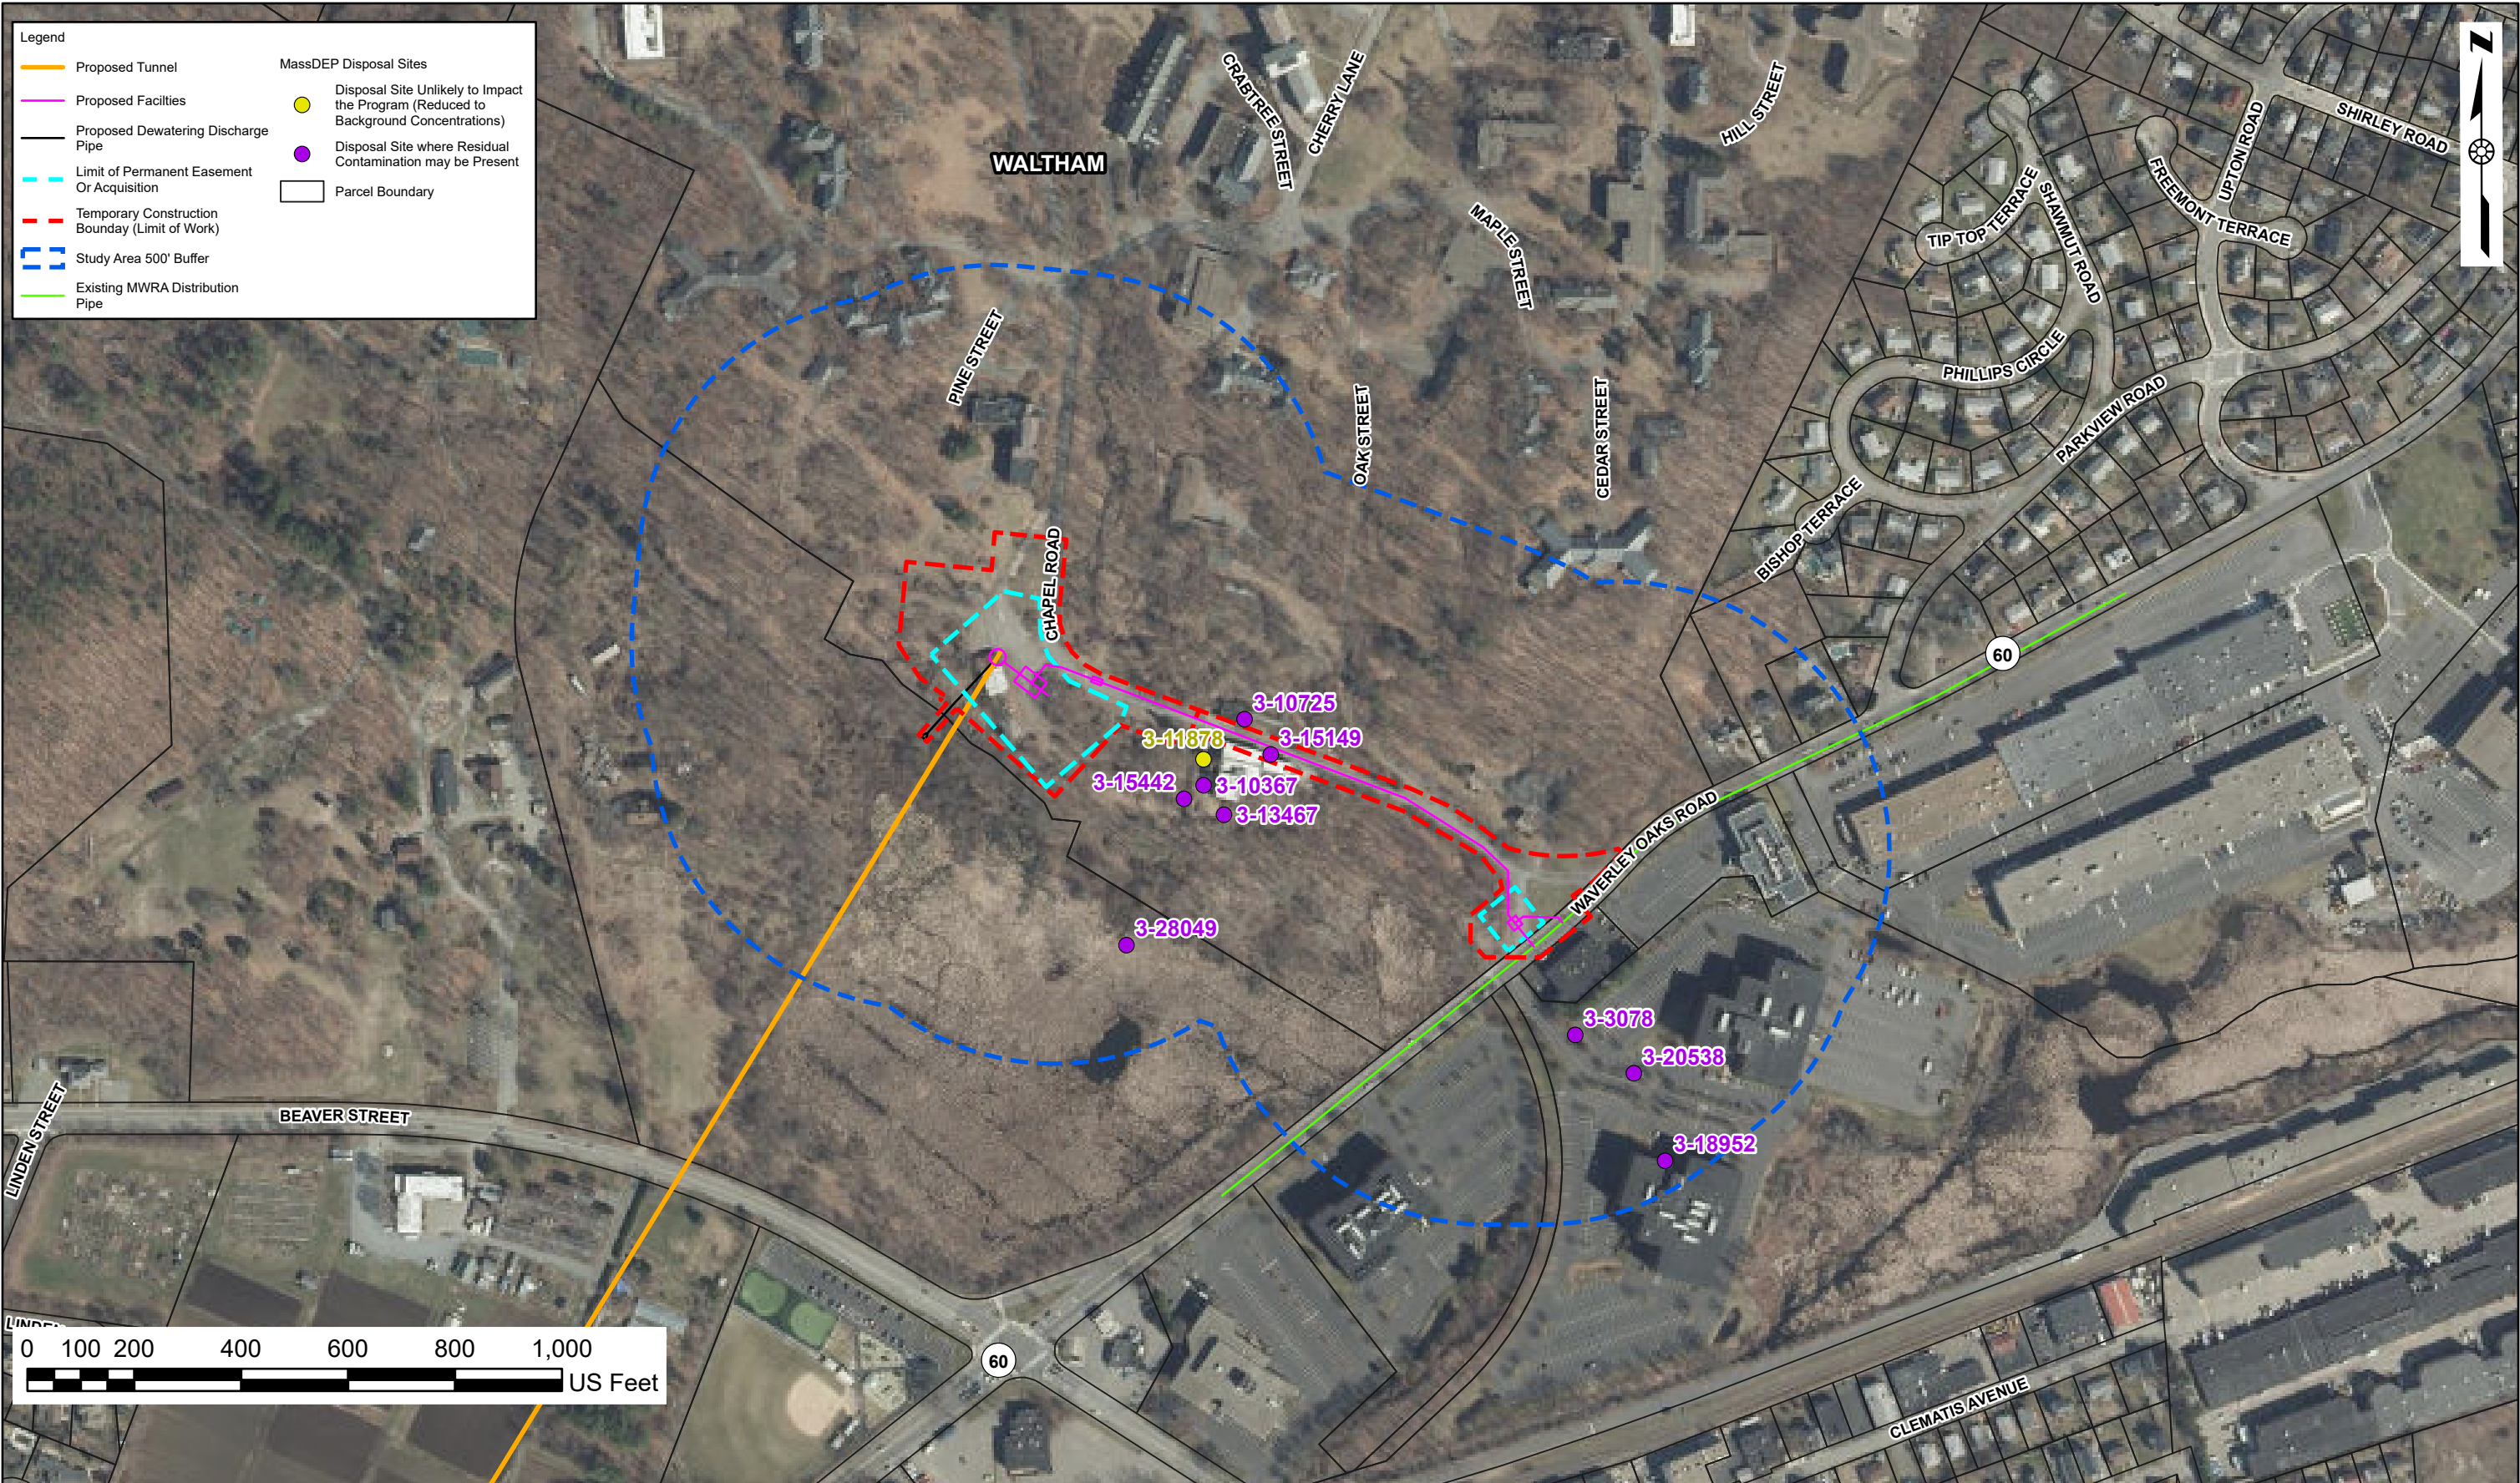 Legend
Proposed Tunnel
Proposed Facilties
Proposed Dewatering Discharge
Pipe
Limit of Permanent Easement
Or Acquisition
Temporary Construction
Bounday (Limit of Work)
Study Area 500' Buffer
Existing MWRA Distribution
Pipe
MassDEP Disposal Sites
Disposal Site Unlikely to Impact
the Program (Reduced to
Background Concentrations)
Disposal Site where Residual
Contamination may be Present
Parcel Boundary
N
WALTHAM
CRABTREE STREET
CHERRY LANE
HILL STREET
MAPLE STREET
SHIRLEY ROAD
UPTON ROAD
FREEMONT TERRACE
TIP TOP TERRACE
SHAWMUT ROAD
PINE STREET
PHILLIPS CIRCLE
PARKVIEW ROAD
OAK STREET
CEDAR STREET
BISHOP TERRACE
CHAPEL ROAD
60
3-10725
3-11878
3-15149
3-15442
3-10367
3-13467
WAVERLEY OAKS ROAD
3-28049
3-3078
3-20538
3-18952
BEAVER STREET
LINDEN STREET
60
CLEMATIS AVENUE
0 100 200 400 600 800 1,000
US Feet